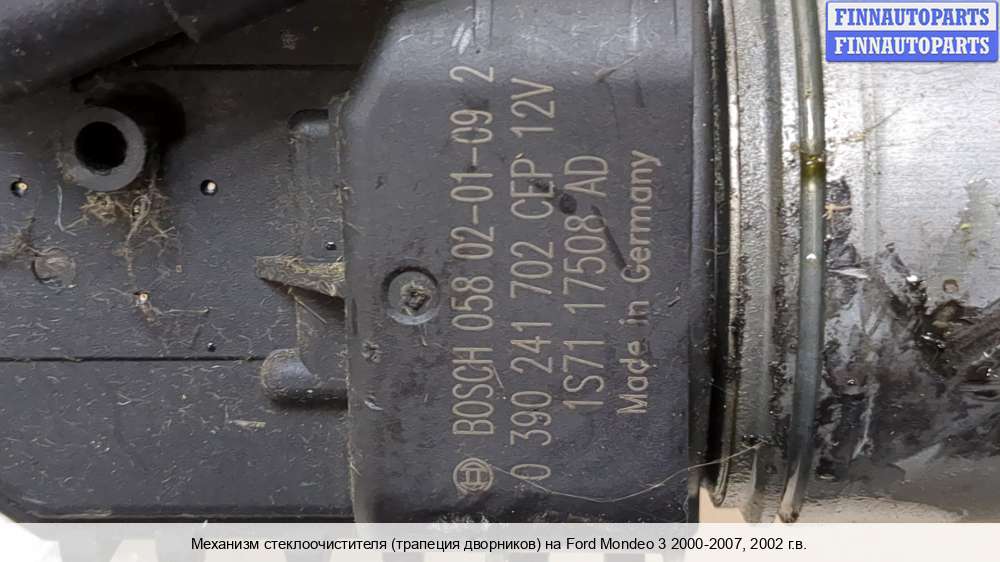 FINNAUTOPARTS
FINNAUTOPARTS
BOSCH 058 02-01-09 2
0 390 241 702 CEP 12V
1S71 17508 AD
Made in Germany
Механизм стеклоочистителя (трапеция дворников) на Ford Mondeo 3 2000-2007, 2002 г.в.